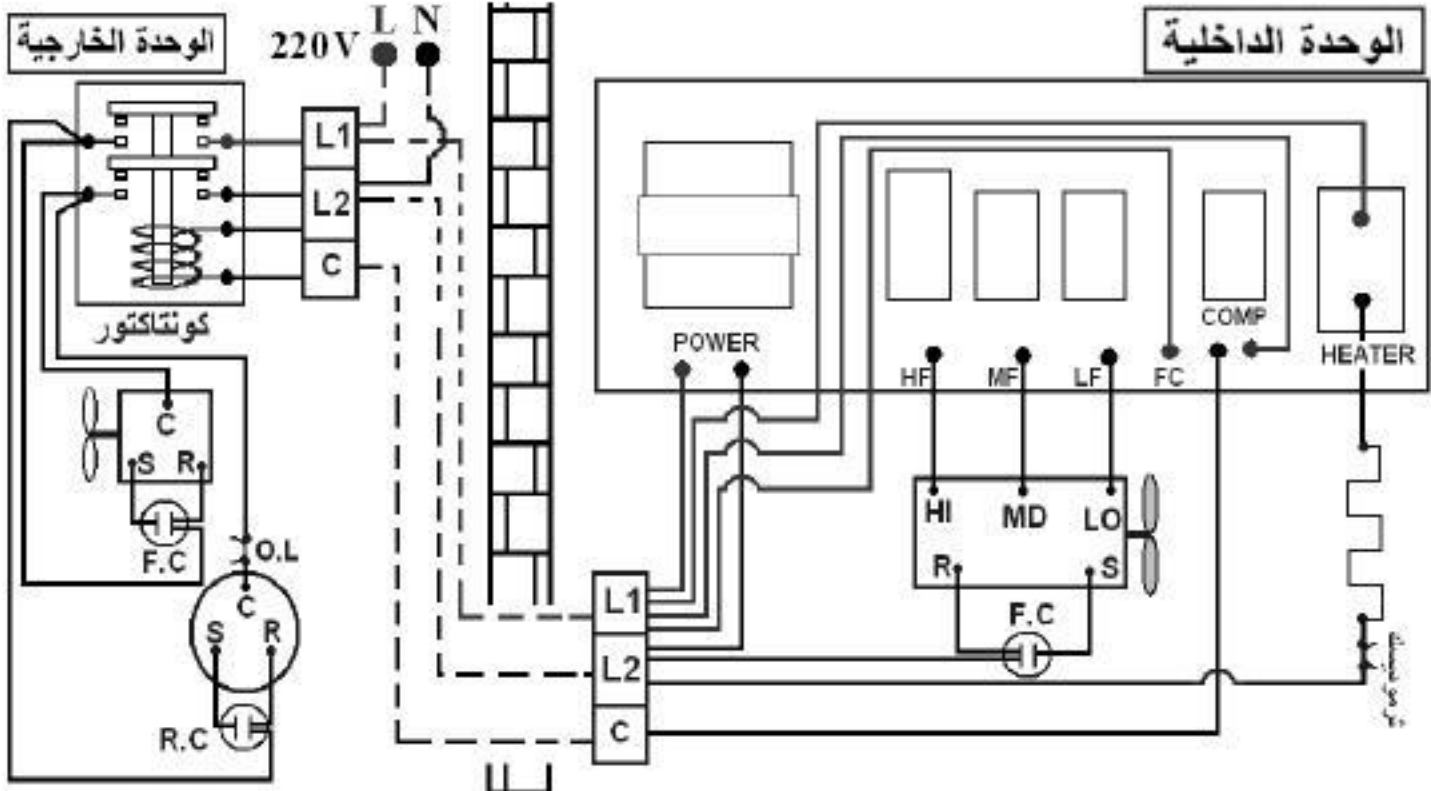 الوحدة الخارجية
220V
L N
الوحدة الداخلية
L1
L2
C
كونتاكتور
POWER
HF
MF
LF
FC
COMP
HEATER
C
S R
F.C
O.L
C
S R
R.C
HI MD LO
R S
F.C
L1
L2
C
ثرموديسك